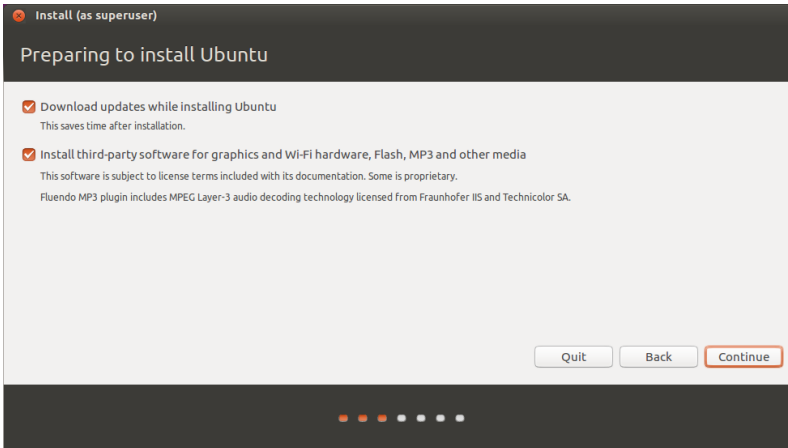 Install (as superuser)
Preparing to install Ubuntu
Download updates while installing Ubuntu
This saves time after installation.
Install third-party software for graphics and Wi-Fi hardware, Flash, MP3 and other media
This software is subject to license terms included with its documentation. Some is proprietary.
Fluendo MP3 plugin includes MPEG Layer-3 audio decoding technology licensed from Fraunhofer IIS and Technicolor SA.
Quit Back Continue